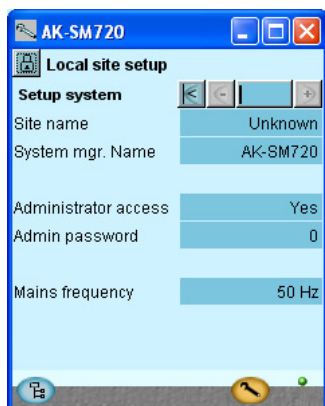 AK-SM720
Local site setup
Setup system
Site name Unknown
System mgr. Name AK-SM720
Administrator access Yes
Admin password 0
Mains frequency 50 Hz